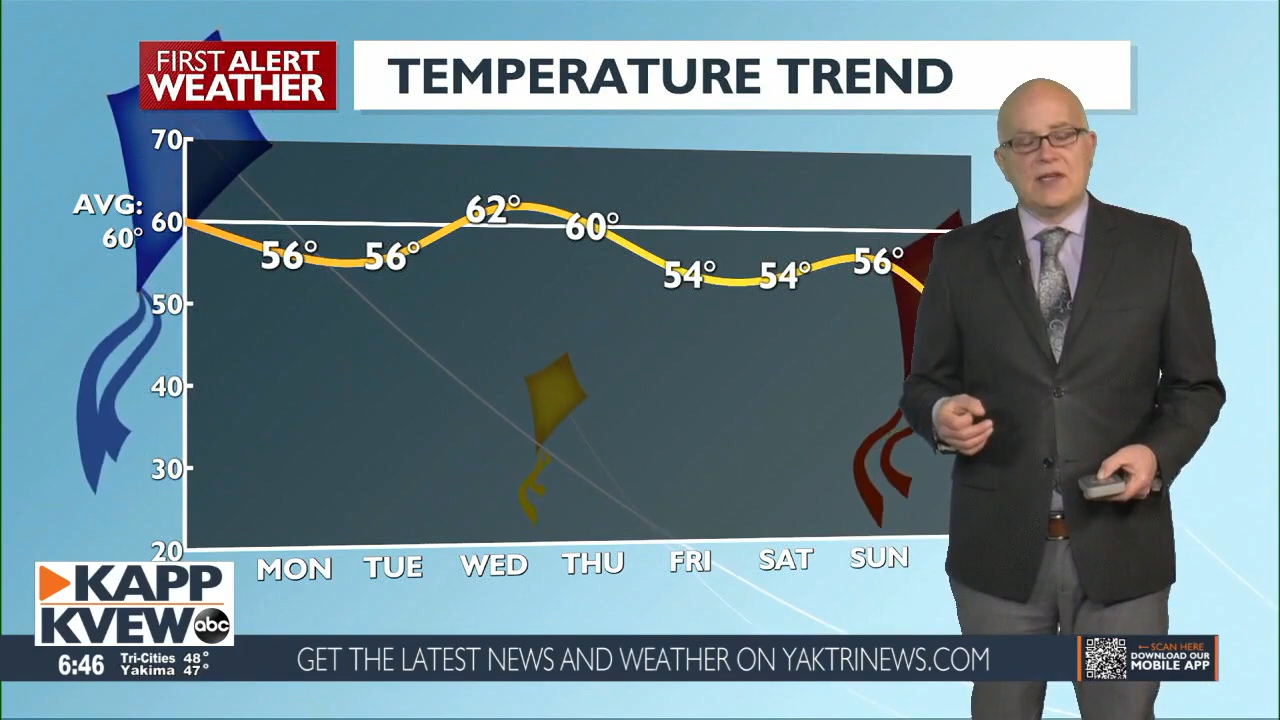 FIRST ALERT
WEATHER
TEMPERATURE TREND
70
AVG:
60°
60
50
40
30
20
56°
56°
62°
60°
54°
54°
56°
MON TUE WED THU FRI SAT SUN
KAPP
KVEW abc
6:46
Tri-Cities 48°
Yakima 47°
GET THE LATEST NEWS AND WEATHER ON YAKTRINEWS.COM
SCAN HERE
DOWNLOAD OUR
MOBILE APP